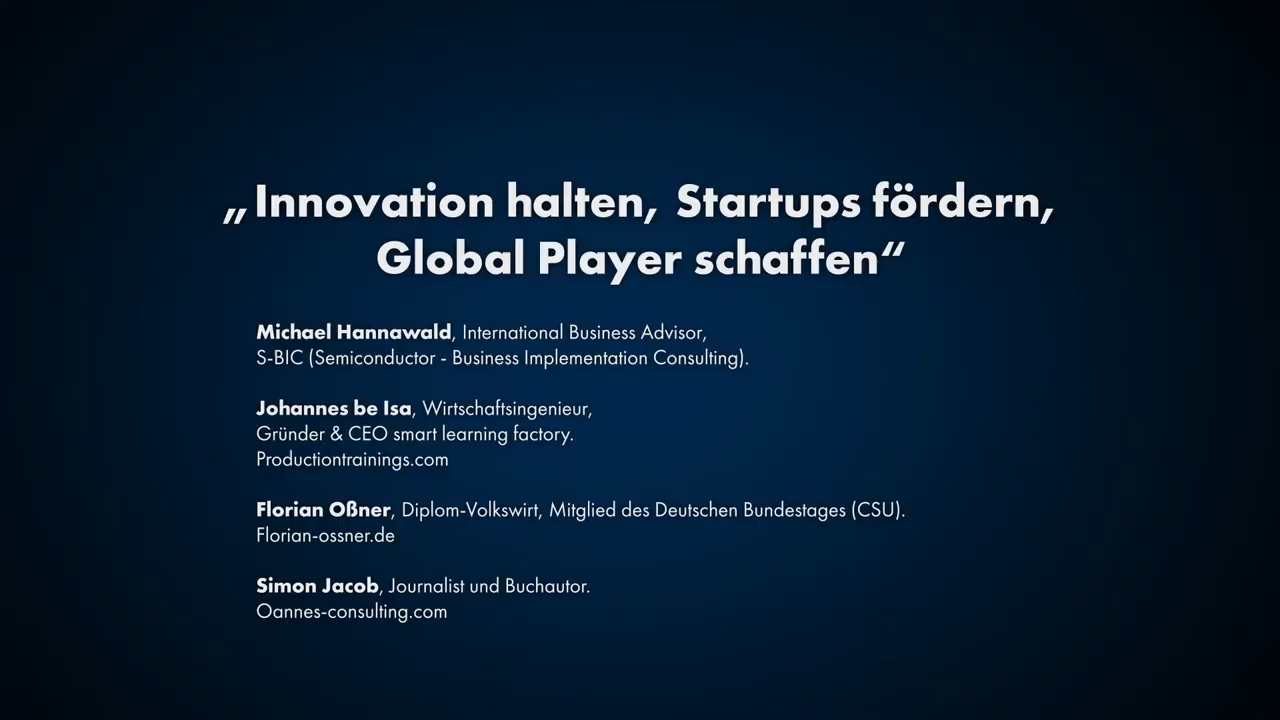 „Innovation halten, Startups fördern,
Global Player schaffen“
Michael Hannawald, International Business Advisor,
S-BIC (Semiconductor - Business Implementation Consulting).
Johannes be Isa, Wirtschaftsingenieur,
Gründer & CEO smart learning factory.
Productiontrainings.com
Florian Oßner, Diplom-Volkswirt, Mitglied des Deutschen Bundestages (CSU).
Florian-ossner.de
Simon Jacob, Journalist und Buchautor.
Oannes-consulting.com